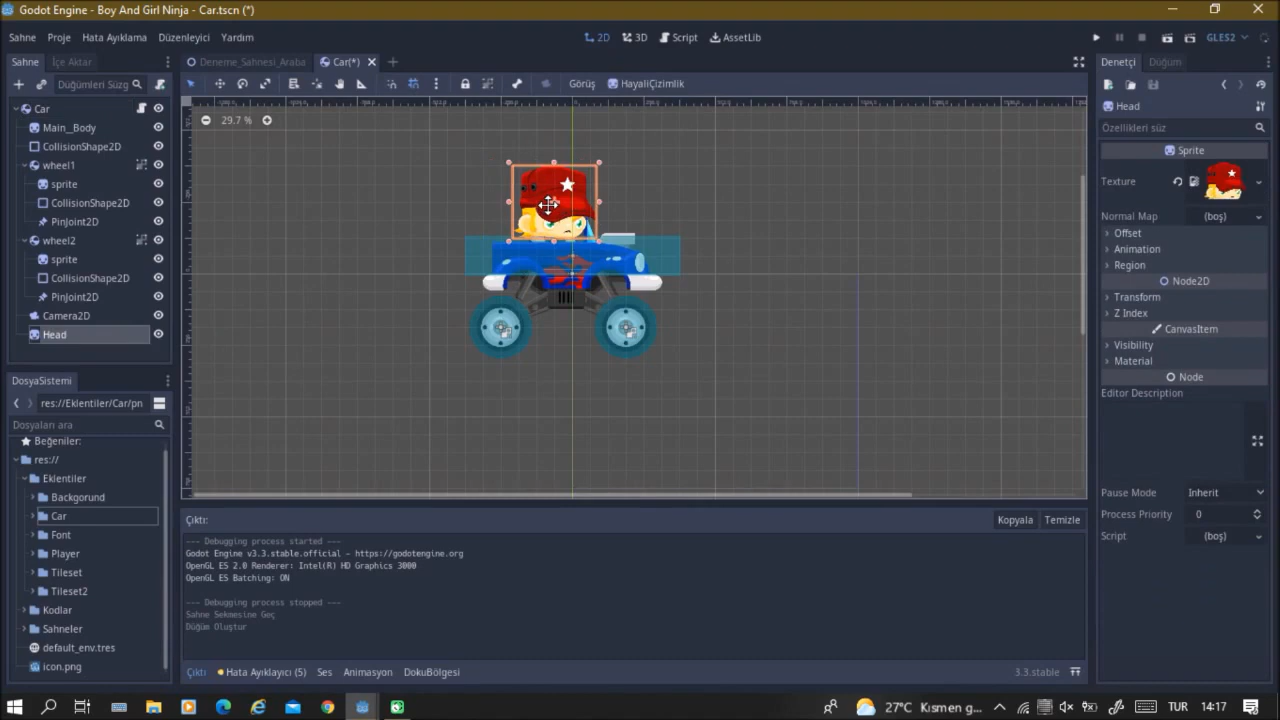 Godot Engine - Boy And Girl Ninja - Car.tscn (*)
Sahne Proje Hata Ayıklama Düzenleyici Yardım
2D 3D Script AssetLib
GLES2
Sahne İçe Aktar
Deneme_Sahnesi_Araba Car(*)
Denetçi Düğüm
Düğümleri Süzg
Görüş HayaliÇizimlik
Car
Main_Body
CollisionShape2D
wheel1
sprite
CollisionShape2D
PinJoint2D
wheel2
sprite
CollisionShape2D
PinJoint2D
Camera2D
Head
29.7 %
Head
Özellikleri süz
Sprite
Texture
Normal Map (boş)
Offset
Animation
Region
Node2D
Transform
Z Index
CanvasItem
Visibility
Material
Node
Editor Description
Pause Mode Inherit
Process Priority 0
Script (boş)
DosyaSistemi
res://Eklentiler/Car/pn
Dosyaları ara
Beğeniler:
res://
Eklentiler
Backgorund
Car
Font
Player
Tileset
Tileset2
Kodlar
Sahneler
default_env.tres
icon.png
Çıktı:
Kopyala Temizle
--- Debugging process started ---
Godot Engine v3.3.stable.official - https://godotengine.org
OpenGL ES 2.0 Renderer: Intel(R) HD Graphics 3000
OpenGL ES Batching: ON
--- Debugging process stopped ---
Sahne Sekmesine Geç
Düğüm Oluştur
Çıktı Hata Ayıklayıcı (5) Ses Animasyon DokuBölgesi
3.3.stable
27°C Kısmen g...
TUR 14:17